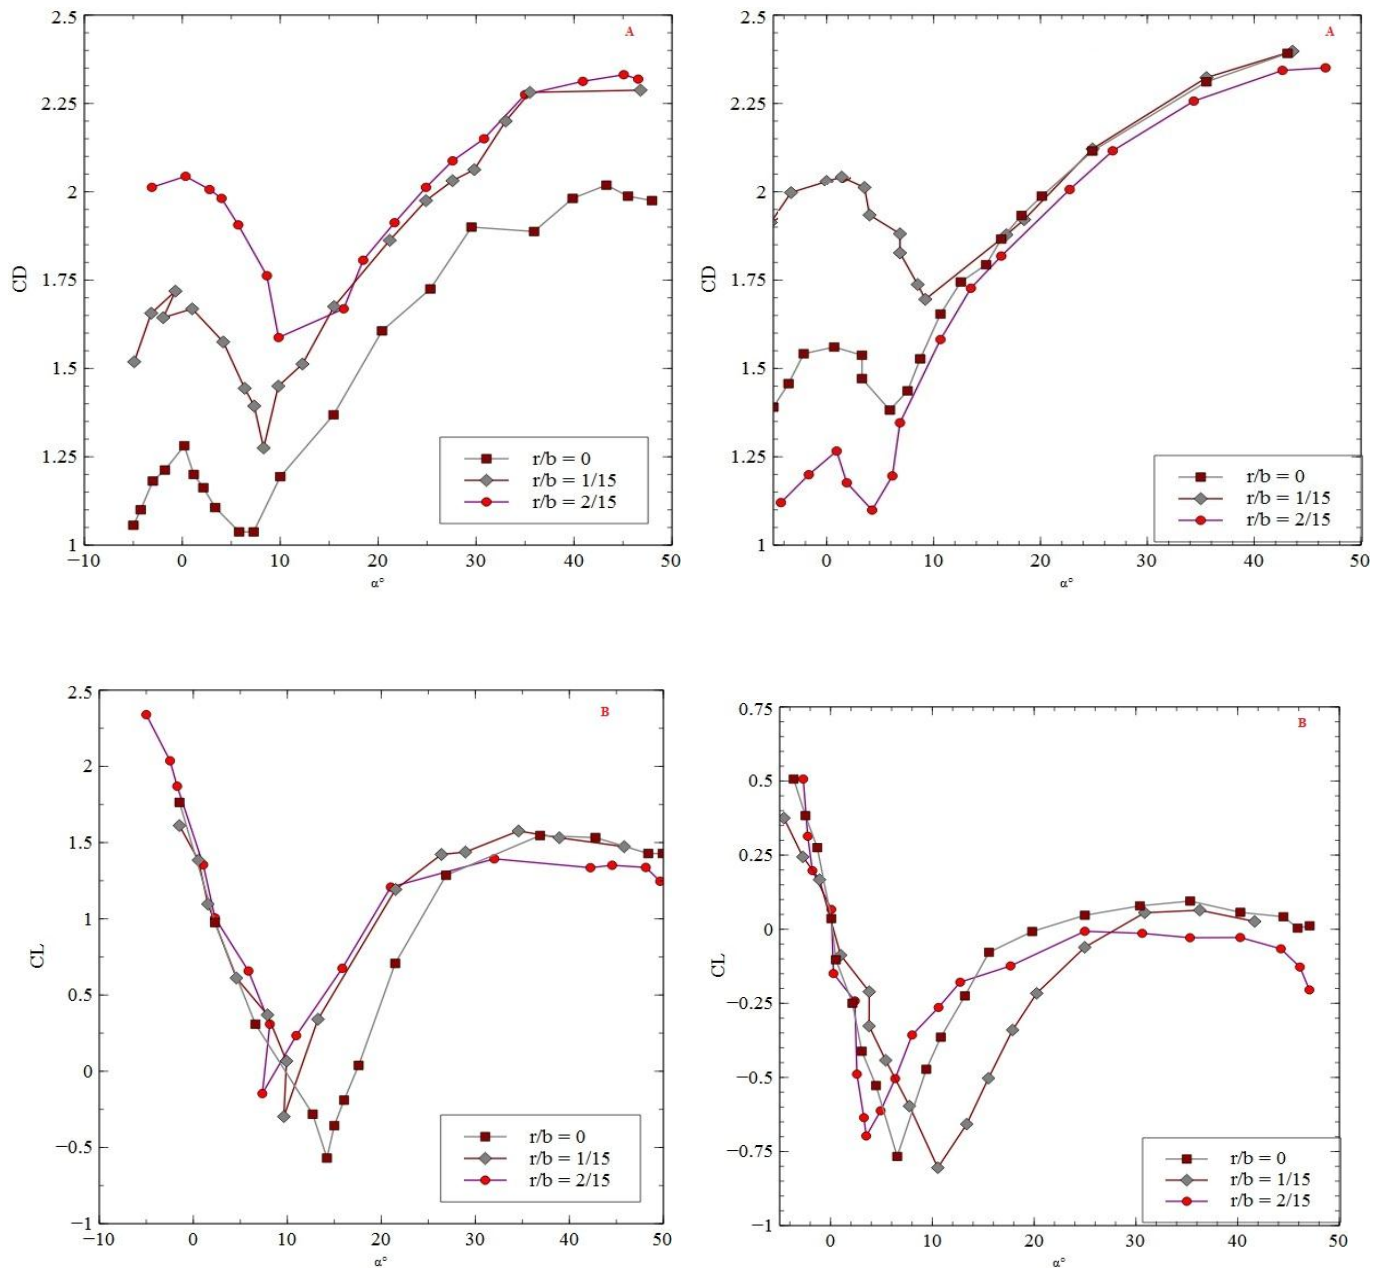 2.5
2.25
2
1.75
1.5
1.25
1
CD
A
r/b = 0
r/b = 1/15
r/b = 2/15
−10 0 10 20 30 40 50
α°
2.5
2.25
2
1.75
1.5
1.25
1
CD
A
r/b = 0
r/b = 1/15
r/b = 2/15
0 10 20 30 40 50
α°
2.5
2
1.5
1
0.5
0
−0.5
−1
CL
B
r/b = 0
r/b = 1/15
r/b = 2/15
−10 0 10 20 30 40 50
α°
0.75
0.5
0.25
0
−0.25
−0.5
−0.75
−1
CL
B
r/b = 0
r/b = 1/15
r/b = 2/15
0 10 20 30 40 50
α°